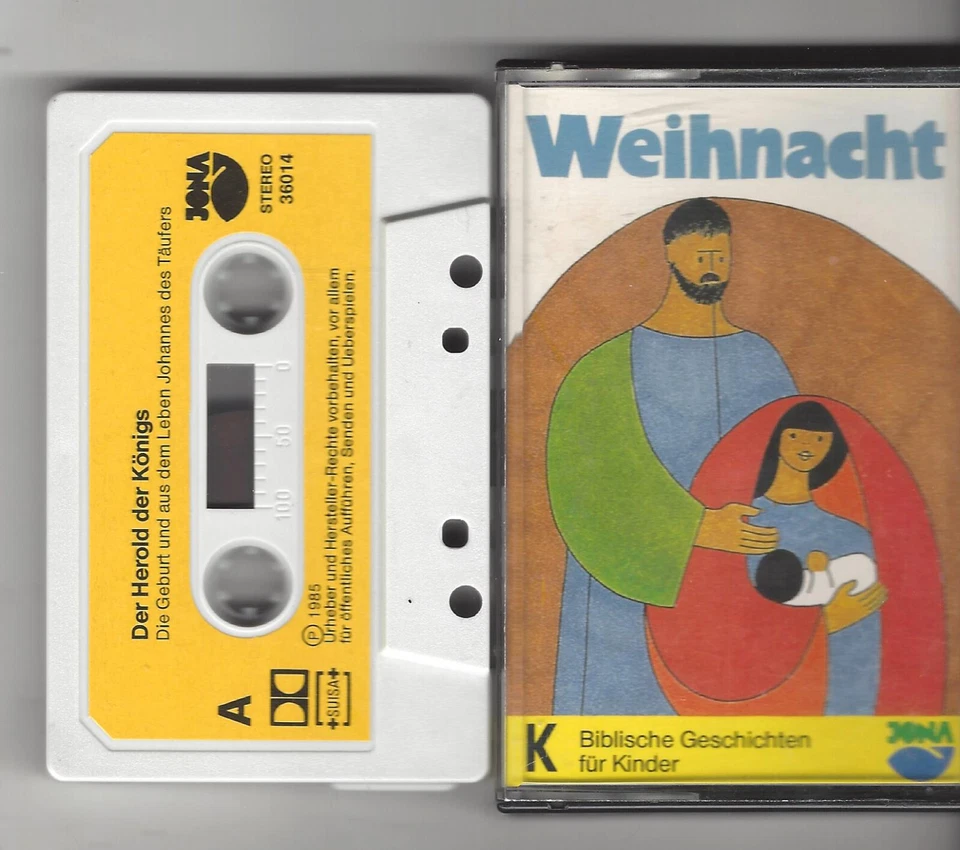 Der Herold der Königs
Die Geburt und aus dem Leben Johannes des Täufers
JONA
STEREO
36014
0
50
100
Ⓟ 1985
Urheber und Hersteller-Rechte vorbehalten, vor allem
für öffentliches Aufführen, Senden und Ueberspielen.
A
+SUISA+
Weihnacht
K
Biblische Geschichten
für Kinder
JONA